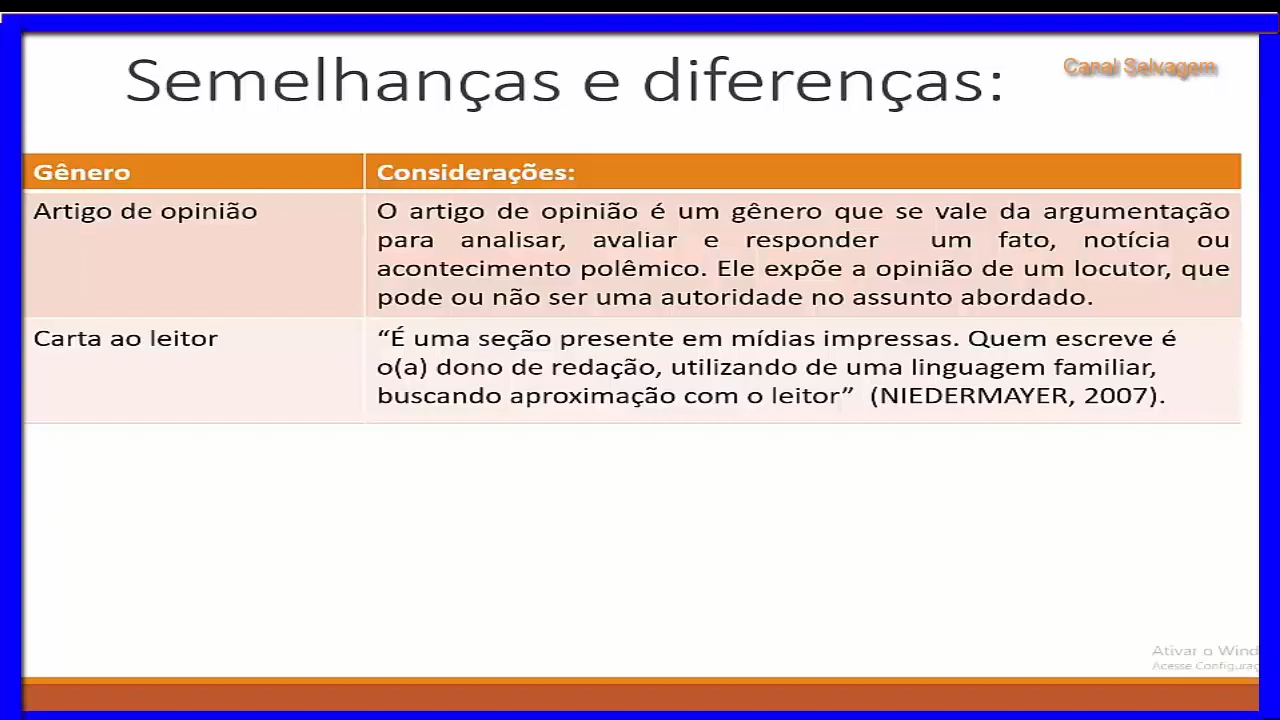 Semelhanças e diferenças:
Canal Selvagem
Gênero
Considerações:
Artigo de opinião
O artigo de opinião é um gênero que se vale da argumentação
para analisar, avaliar e responder um fato, notícia ou
acontecimento polêmico. Ele expõe a opinião de um locutor, que
pode ou não ser uma autoridade no assunto abordado.
Carta ao leitor
“É uma seção presente em mídias impressas. Quem escreve é
o(a) dono de redação, utilizando de uma linguagem familiar,
buscando aproximação com o leitor” (NIEDERMAYER, 2007).
Ativar o Wind
Acesse Configuraç